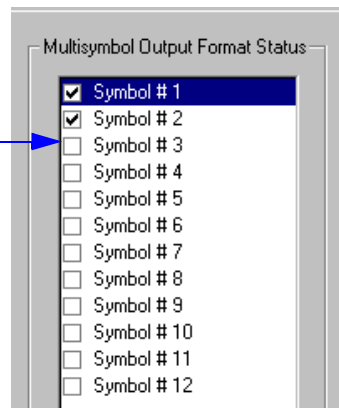 Multisymbol Output Format Status
Symbol # 1
Symbol # 2
Symbol # 3
Symbol # 4
Symbol # 5
Symbol # 6
Symbol # 7
Symbol # 8
Symbol # 9
Symbol # 10
Symbol # 11
Symbol # 12